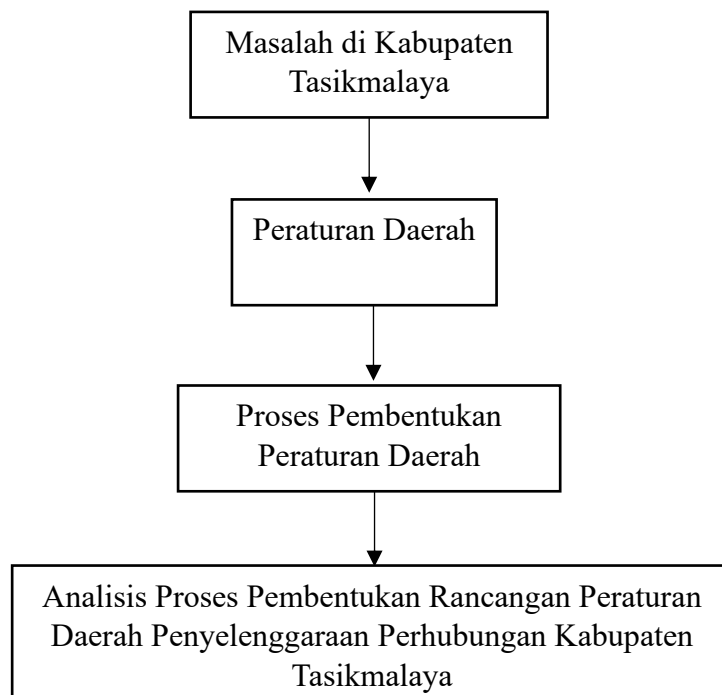 Masalah di Kabupaten
Tasikmalaya
Peraturan Daerah
Proses Pembentukan
Peraturan Daerah
Analisis Proses Pembentukan Rancangan Peraturan
Daerah Penyelenggaraan Perhubungan Kabupaten
Tasikmalaya